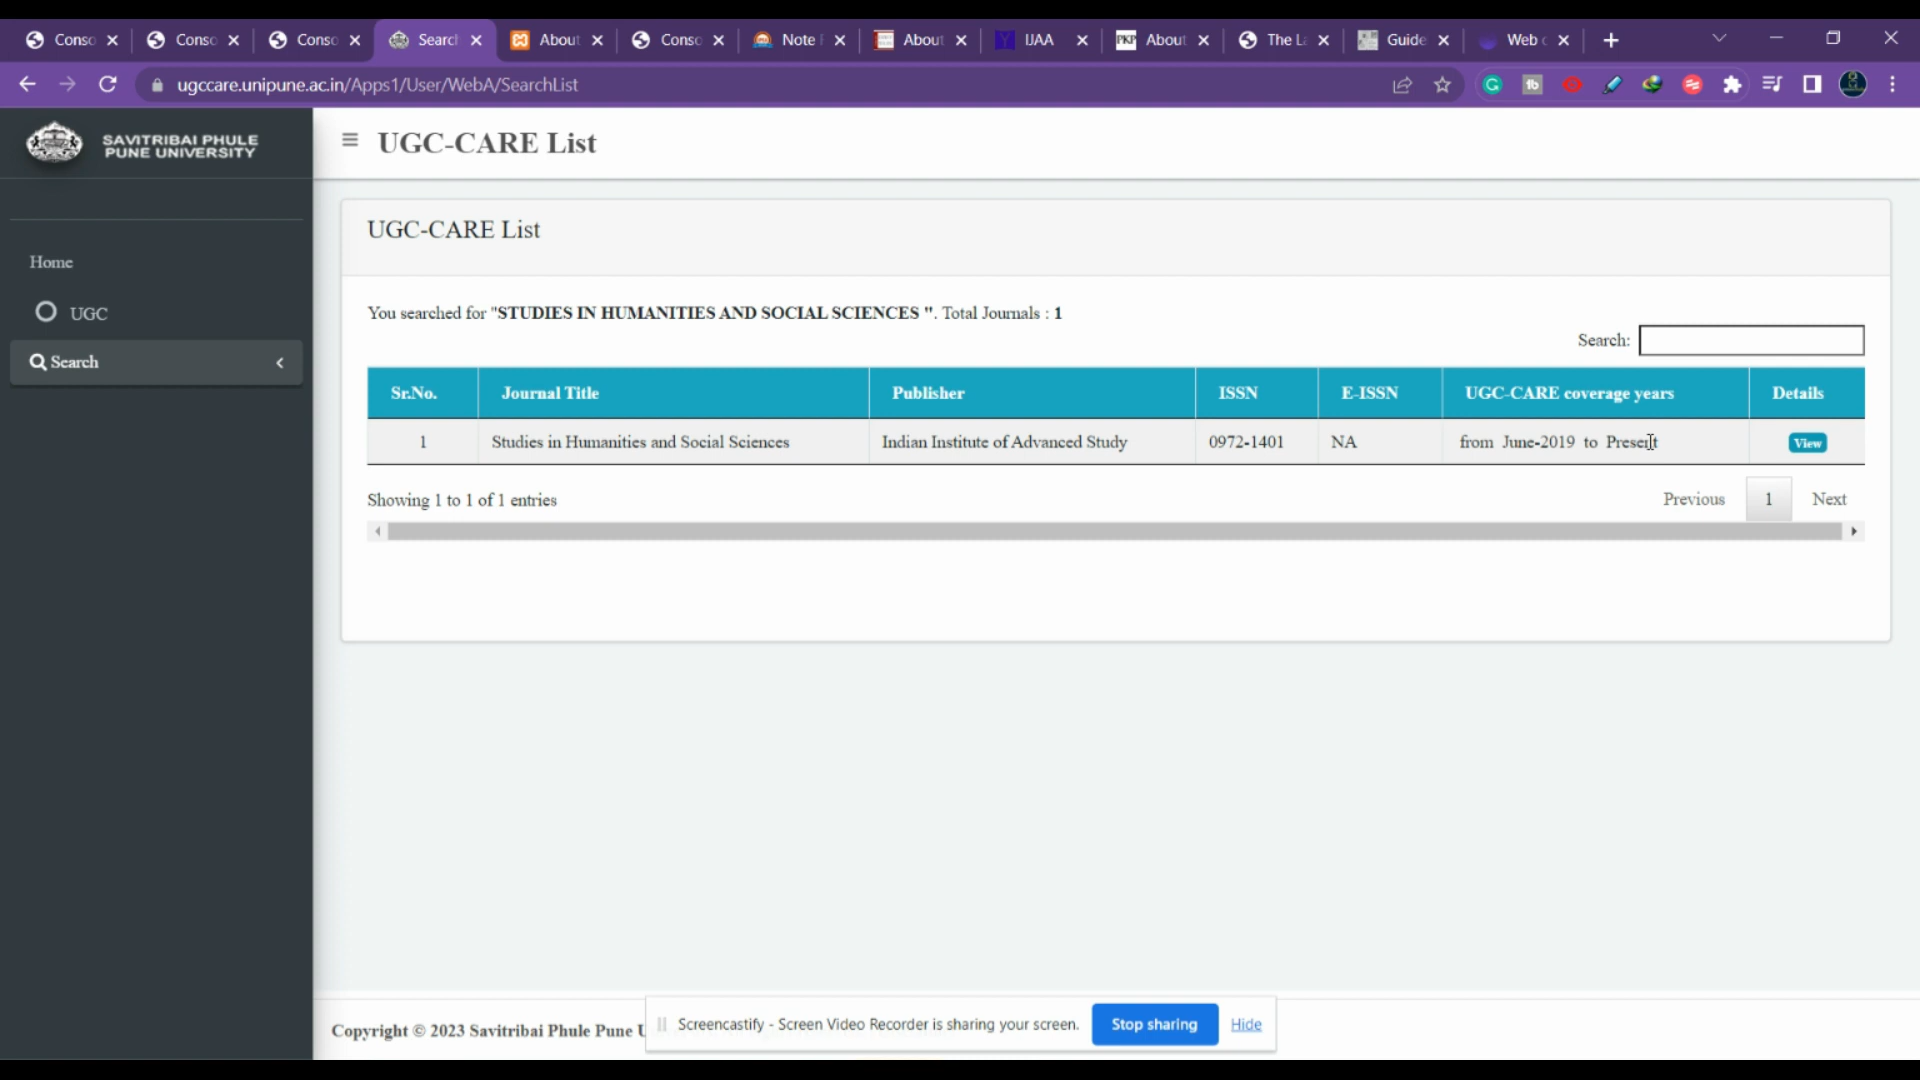 Conso
Conso
Conso
Search
About
Conso
Note
About
IJAA
PKP About
The La
Guide
Web
ugccare.unipune.ac.in/Apps1/User/WebA/SearchList
SAVITRIBAI PHULE
PUNE UNIVERSITY
UGC-CARE List
Home
UGC
Search
UGC-CARE List
You searched for "STUDIES IN HUMANITIES AND SOCIAL SCIENCES ". Total Journals : 1
Search:
Sr.No. Journal Title Publisher ISSN E-ISSN UGC-CARE coverage years Details
1 Studies in Humanities and Social Sciences Indian Institute of Advanced Study 0972-1401 NA from June-2019 to Present View
Showing 1 to 1 of 1 entries
Previous 1 Next
Copyright © 2023 Savitribai Phule Pune U
Screencastify - Screen Video Recorder is sharing your screen. Stop sharing Hide